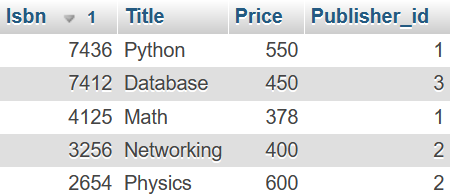 Isbn 1 Title Price Publisher_id
7436 Python 550 1
7412 Database 450 3
4125 Math 378 1
3256 Networking 400 2
2654 Physics 600 2